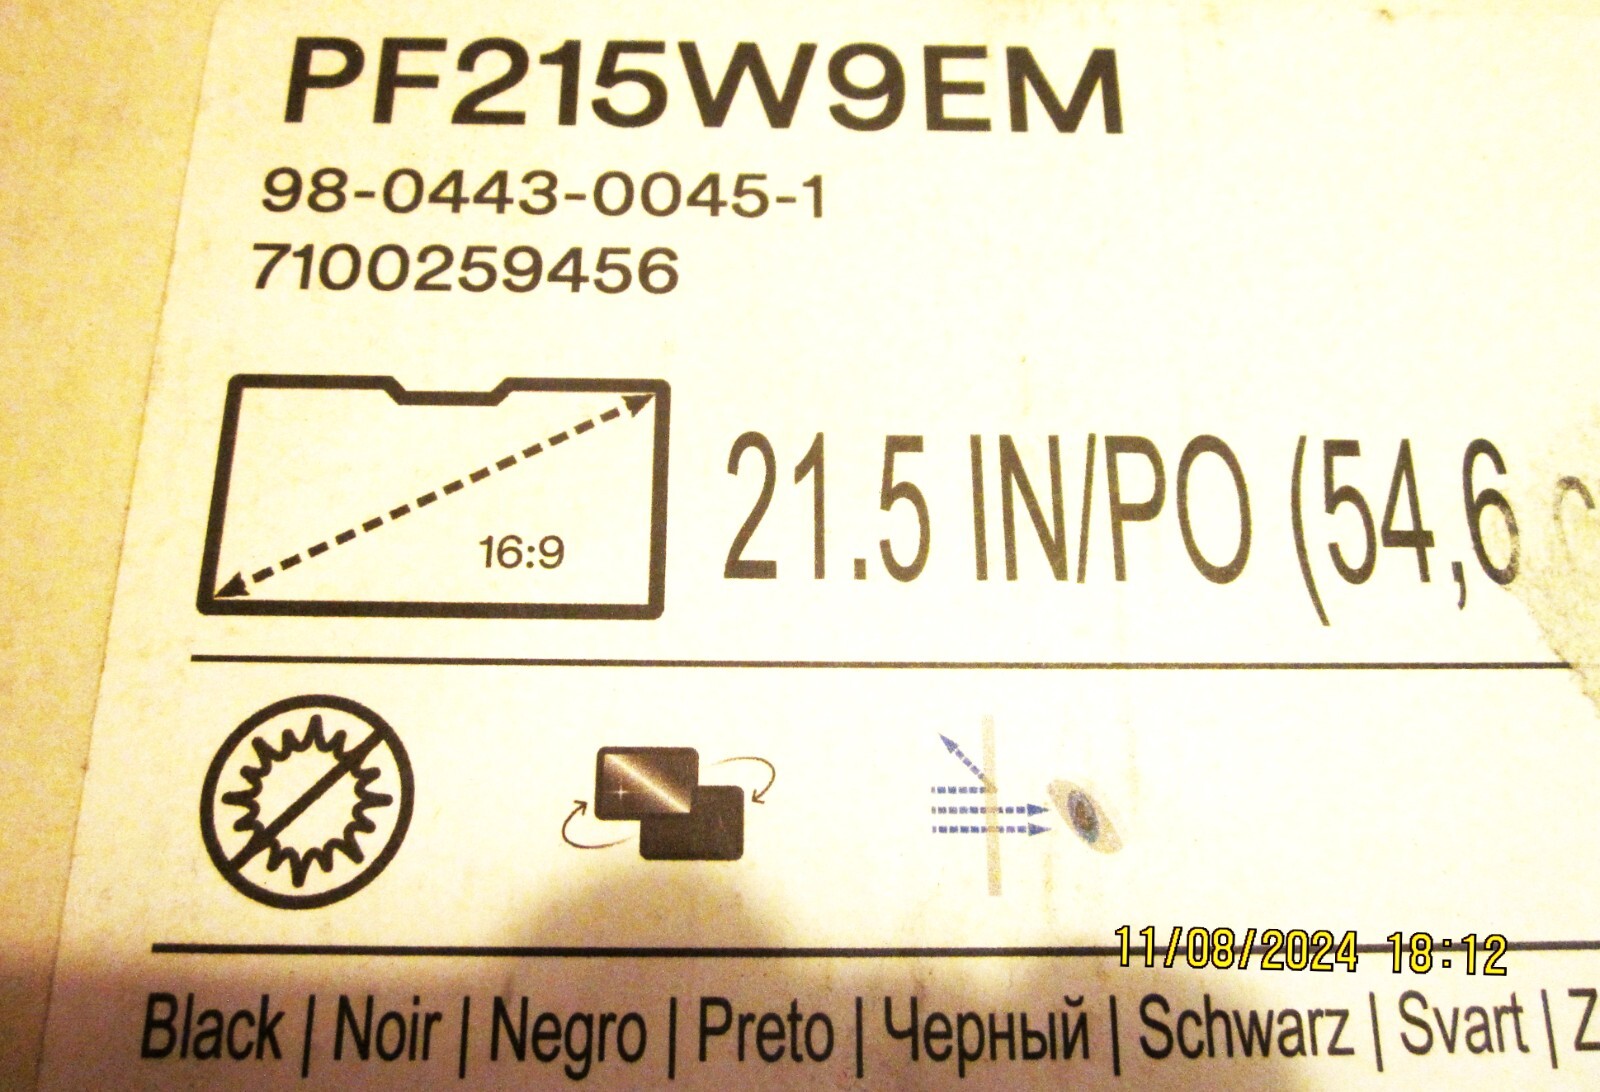 PF215W9EM
98-0443-0045-1
7100259456
16:9
21.5 IN/PO (54,6
11/08/2024 18:12
Black | Noir | Negro | Preto | Черный | Schwarz | Svart |